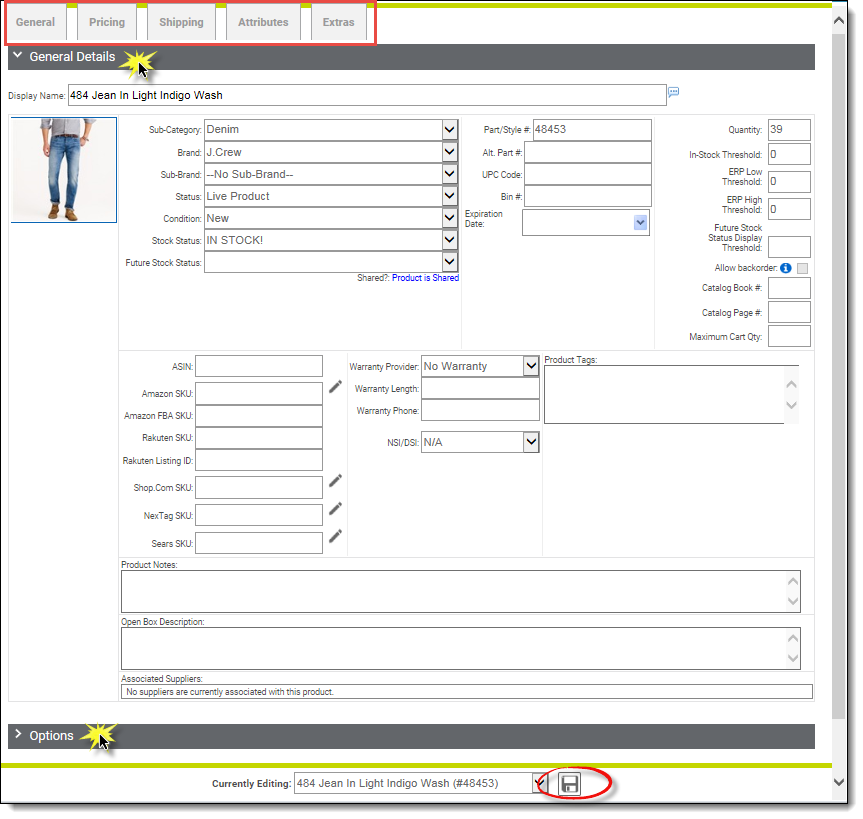 General Pricing Shipping Attributes Extras
General Details
Display Name: 484 Jean In Light Indigo Wash
Sub-Category: Denim
Brand: J.Crew
Sub-Brand: --No Sub-Brand--
Status: Live Product
Condition: New
Stock Status: IN STOCK!
Future Stock Status:
Shared?: Product is Shared
Part/Style #: 48453
Alt. Part #:
UPC Code:
Bin #:
Expiration
Date:
Quantity: 39
In-Stock Threshold: 0
ERP Low
Threshold: 0
ERP High
Threshold: 0
Future Stock
Status Display
Threshold:
Allow backorder:
Catalog Book #:
Catalog Page #:
Maximum Cart Qty:
ASIN:
Amazon SKU:
Amazon FBA SKU:
Rakuten SKU:
Rakuten Listing ID:
Shop.Com SKU:
NexTag SKU:
Sears SKU:
Warranty Provider: No Warranty
Warranty Length:
Warranty Phone:
NSI/DSI: N/A
Product Tags:
Product Notes:
Open Box Description:
Associated Suppliers:
No suppliers are currently associated with this product.
Options
Currently Editing: 484 Jean In Light Indigo Wash (#48453)